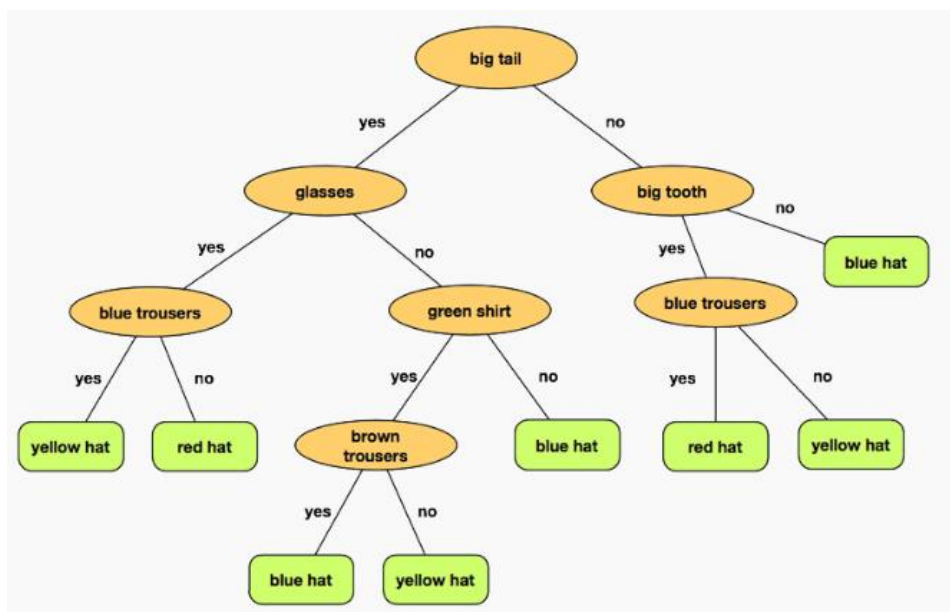 big tail
yes
no
glasses
big tooth
yes
no
yes
no
blue hat
blue trousers
green shirt
blue trousers
yes
no
yes
no
yes
no
yellow hat
red hat
brown
trousers
blue hat
red hat
yellow hat
yes
no
blue hat
yellow hat